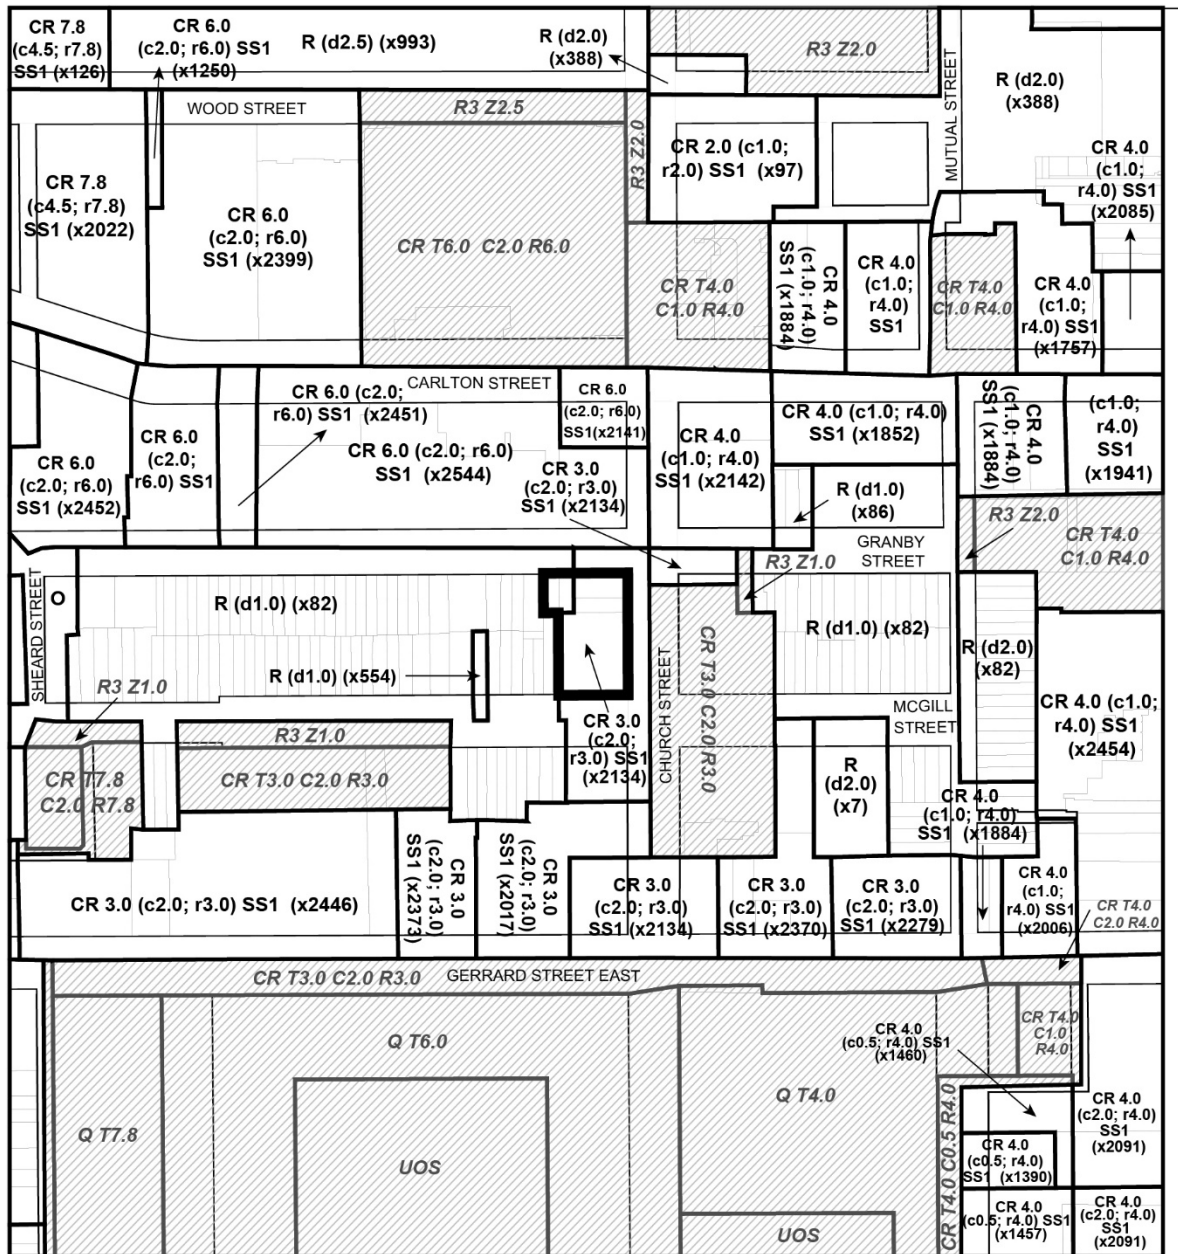 CR 7.8
(c4.5; r7.8)
SS1 (x126)
CR 6.0
(c2.0; r6.0) SS1
(x1250)
R (d2.5) (x993)
R (d2.0)
(x388)
R3 Z2.0
MUTUAL STREET
R (d2.0)
(x388)
WOOD STREET
R3 Z2.5
R3 Z2.0
CR 2.0 (c1.0;
r2.0) SS1 (x97)
CR 4.0
(c1.0;
r4.0) SS1
(x2085)
CR 7.8
(c4.5; r7.8)
SS1 (x2022)
CR 6.0
(c2.0; r6.0)
SS1 (x2399)
CR T6.0 C2.0 R6.0
CR T4.0
C1.0 R4.0
CR 4.0
(c1.0; r4.0)
SS1 (x1884)
CR 4.0
(c1.0;
r4.0)
SS1
CR T4.0
C1.0 R4.0
CR 4.0
(c1.0;
r4.0) SS1
(x1757)
CARLTON STREET
CR 6.0
(c2.0; r6.0)
SS1 (x2452)
CR 6.0
(c2.0;
r6.0) SS1
CR 6.0 (c2.0;
r6.0) SS1 (x2451)
CR 6.0 (c2.0; r6.0)
SS1 (x2544)
CR 6.0
(c2.0; r6.0)
SS1(x2141)
CR 3.0
(c2.0; r3.0)
SS1 (x2134)
CR 4.0
(c1.0; r4.0)
SS1 (x2142)
CR 4.0 (c1.0; r4.0)
SS1 (x1852)
R (d1.0)
(x86)
CR 4.0
(c1.0; r4.0)
SS1 (x1884)
(c1.0;
r4.0)
SS1
(x1941)
GRANBY
STREET
R3 Z2.0
CR T4.0
C1.0 R4.0
SHEARD STREET
O
R (d1.0) (x82)
R (d1.0) (x554)
R3 Z1.0
CHURCH STREET
CR T3.0 C2.0 R3.0
R (d1.0) (x82)
R (d2.0)
(x82)
CR 4.0 (c1.0;
r4.0) SS1
(x2454)
R3 Z1.0
R3 Z1.0
CR T7.8
C2.0 R7.8
CR T3.0 C2.0 R3.0
CR 3.0
(c2.0;
r3.0) SS1
(x2134)
MCGILL
STREET
R
(d2.0)
(x7)
CR 4.0
(c1.0; r4.0)
SS1 (x1884)
CR 3.0 (c2.0; r3.0) SS1 (x2446)
CR 3.0
(c2.0; r3.0)
SS1 (x2373)
CR 3.0
(c2.0; r3.0)
SS1 (x2017)
CR 3.0
(c2.0; r3.0)
SS1 (x2134)
CR 3.0
(c2.0; r3.0)
SS1 (x2370)
CR 3.0
(c2.0; r3.0)
SS1 (x2279)
CR 4.0
(c1.0;
r4.0) SS1
(x2006)
CR T4.0
C2.0 R4.0
CR T3.0 C2.0 R3.0
GERRARD STREET EAST
Q T7.8
Q T6.0
UOS
Q T4.0
UOS
CR 4.0
(c0.5; r4.0) SS1
(x1460)
CR T4.0
C1.0
R4.0
CR T4.0 C0.5 R4.0
CR 4.0
(c2.0; r4.0)
SS1
(x2091)
CR 4.0
(c0.5; r4.0)
SS1 (x1390)
CR 4.0
(c0.5; r4.0) SS1
(x1457)
CR 4.0
(c2.0; r4.0)
SS1
(x2091)